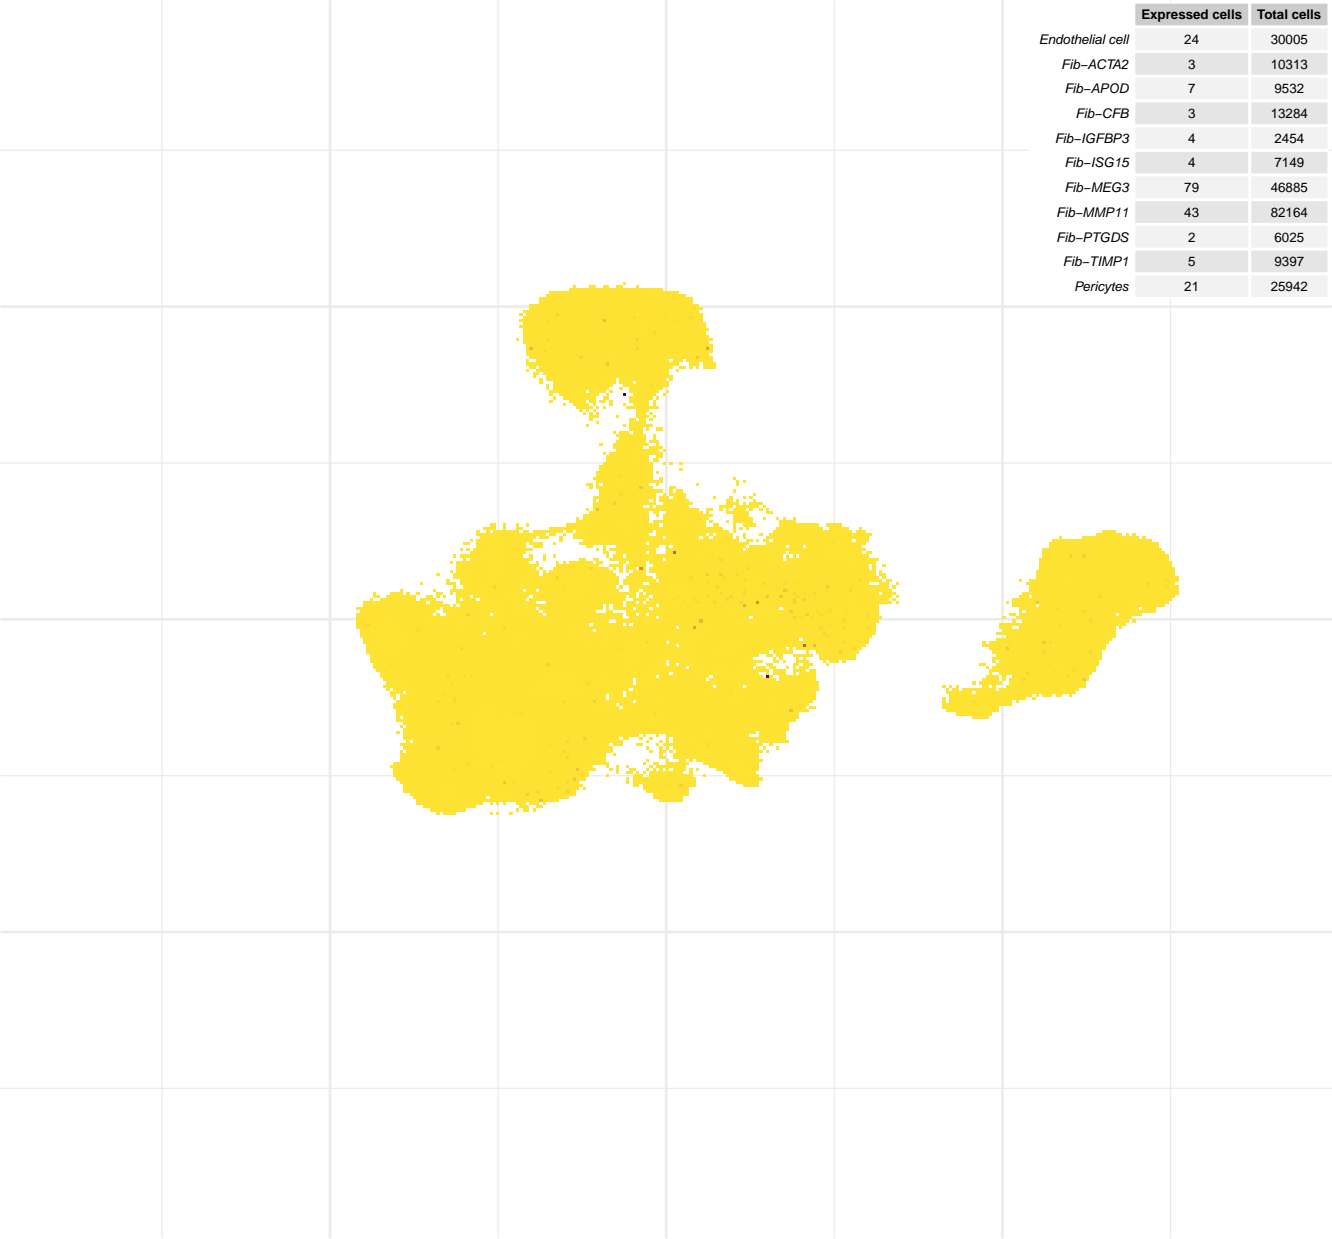 Expressed cells Total cells
Endothelial cell 24 30005
Fib−ACTA2 3 10313
Fib−APOD 7 9532
Fib−CFB 3 13284
Fib−IGFBP3 4 2454
Fib−ISG15 4 7149
Fib−MEG3 79 46885
Fib−MMP11 43 82164
Fib−PTGDS 2 6025
Fib−TIMP1 5 9397
Pericytes 21 25942